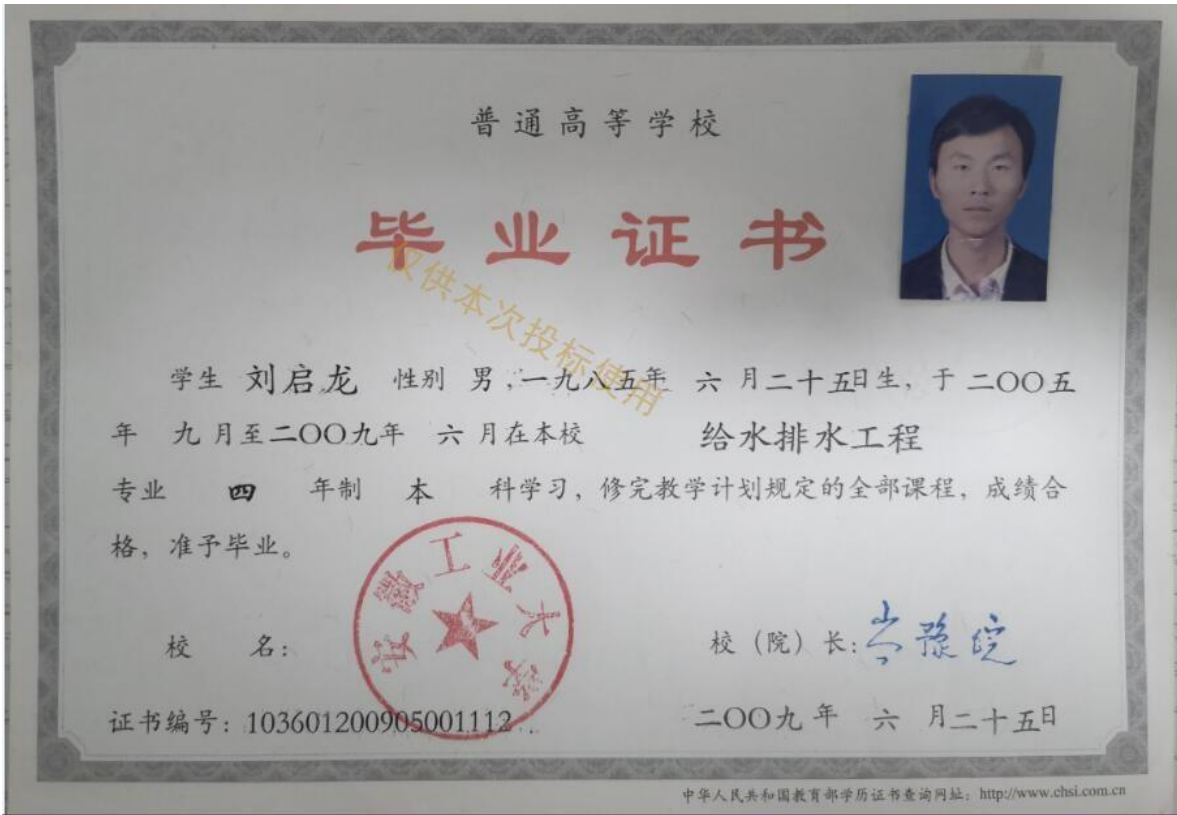 普通高等学校
毕业证书
仅供本次投标使用
学生 刘启龙 性别 男，一九八五年 六 月二十五日生，于 二〇〇五
年 九 月至二〇〇九年 六 月在本校 给水排水工程
专业 四 年制 本 科学习，修完教学计划规定的全部课程，成绩合
格，准予毕业。
安徽工业大学
校 名： 校（院）长：
证书编号：103601200905001112 二〇〇九年 六 月二十五日
中华人民共和国教育部学历证书查询网址：http://www.chsi.com.cn